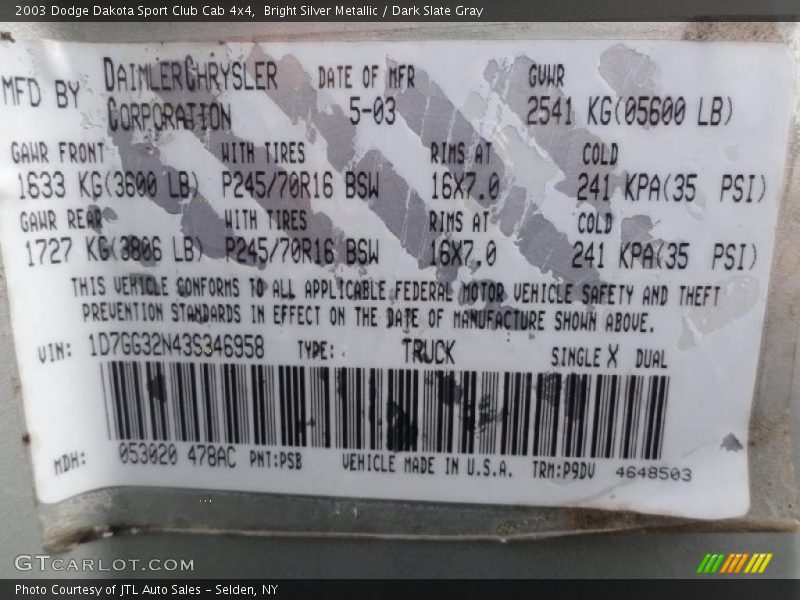 2003 Dodge Dakota Sport Club Cab 4x4, Bright Silver Metallic / Dark Slate Gray
MFD BY DAIMLERCHRYSLER CORPORATION DATE OF MFR 5-03 GVWR 2541 KG(05600 LB)
GAWR FRONT WITH TIRES RIMS AT COLD
1633 KG(3600 LB) P245/70R16 BSW 16X7.0 241 KPA(35 PSI)
GAWR REAR WITH TIRES RIMS AT COLD
1727 KG(3806 LB) P245/70R16 BSW 16X7.0 241 KPA(35 PSI)
THIS VEHICLE CONFORMS TO ALL APPLICABLE FEDERAL MOTOR VEHICLE SAFETY AND THEFT
PREVENTION STANDARDS IN EFFECT ON THE DATE OF MANUFACTURE SHOWN ABOVE.
VIN: 1D7GG32N43S346958 TYPE: TRUCK SINGLE X DUAL
MDH: 053020 478AC PNT:PSB VEHICLE MADE IN U.S.A. TRM:P9DV 4648503
GTCARLOT.COM
Photo Courtesy of JTL Auto Sales - Selden, NY